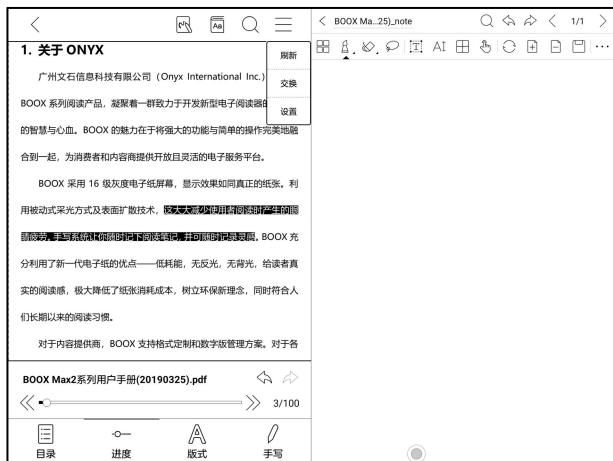 BOOX Ma...25)_note
1/1
Aa
T
AI
1. 关于 ONYX
刷新
交换
设置
广州文石信息科技有限公司（Onyx International Inc.）
BOOX 系列阅读产品，凝聚着一群致力于开发新型电子阅读器
的智慧与心血。BOOX 的魅力在于将强大的功能与简单的操作完美地融
合到一起，为消费者和内容商提供开放且灵活的电子服务平台。
BOOX 采用 16 级灰度电子纸屏幕，显示效果如同真正的纸张。利
用被动式采光方式及表面扩散技术，这大大减少使用者阅读时产生的眼
睛疲劳。手写系统让你随时记下阅读笔记，并可随时记录灵感。BOOX 充
分利用了新一代电子纸的优点——低耗能，无反光，无背光，给读者真
实的阅读感，极大降低了纸张消耗成本，树立环保新理念，同时符合人
们长期以来的阅读习惯。
对于内容提供商，BOOX 支持格式定制和数字版管理方案。对于各
BOOX Max2系列用户手册(20190325).pdf
3/100
目录
进度
版式
手写